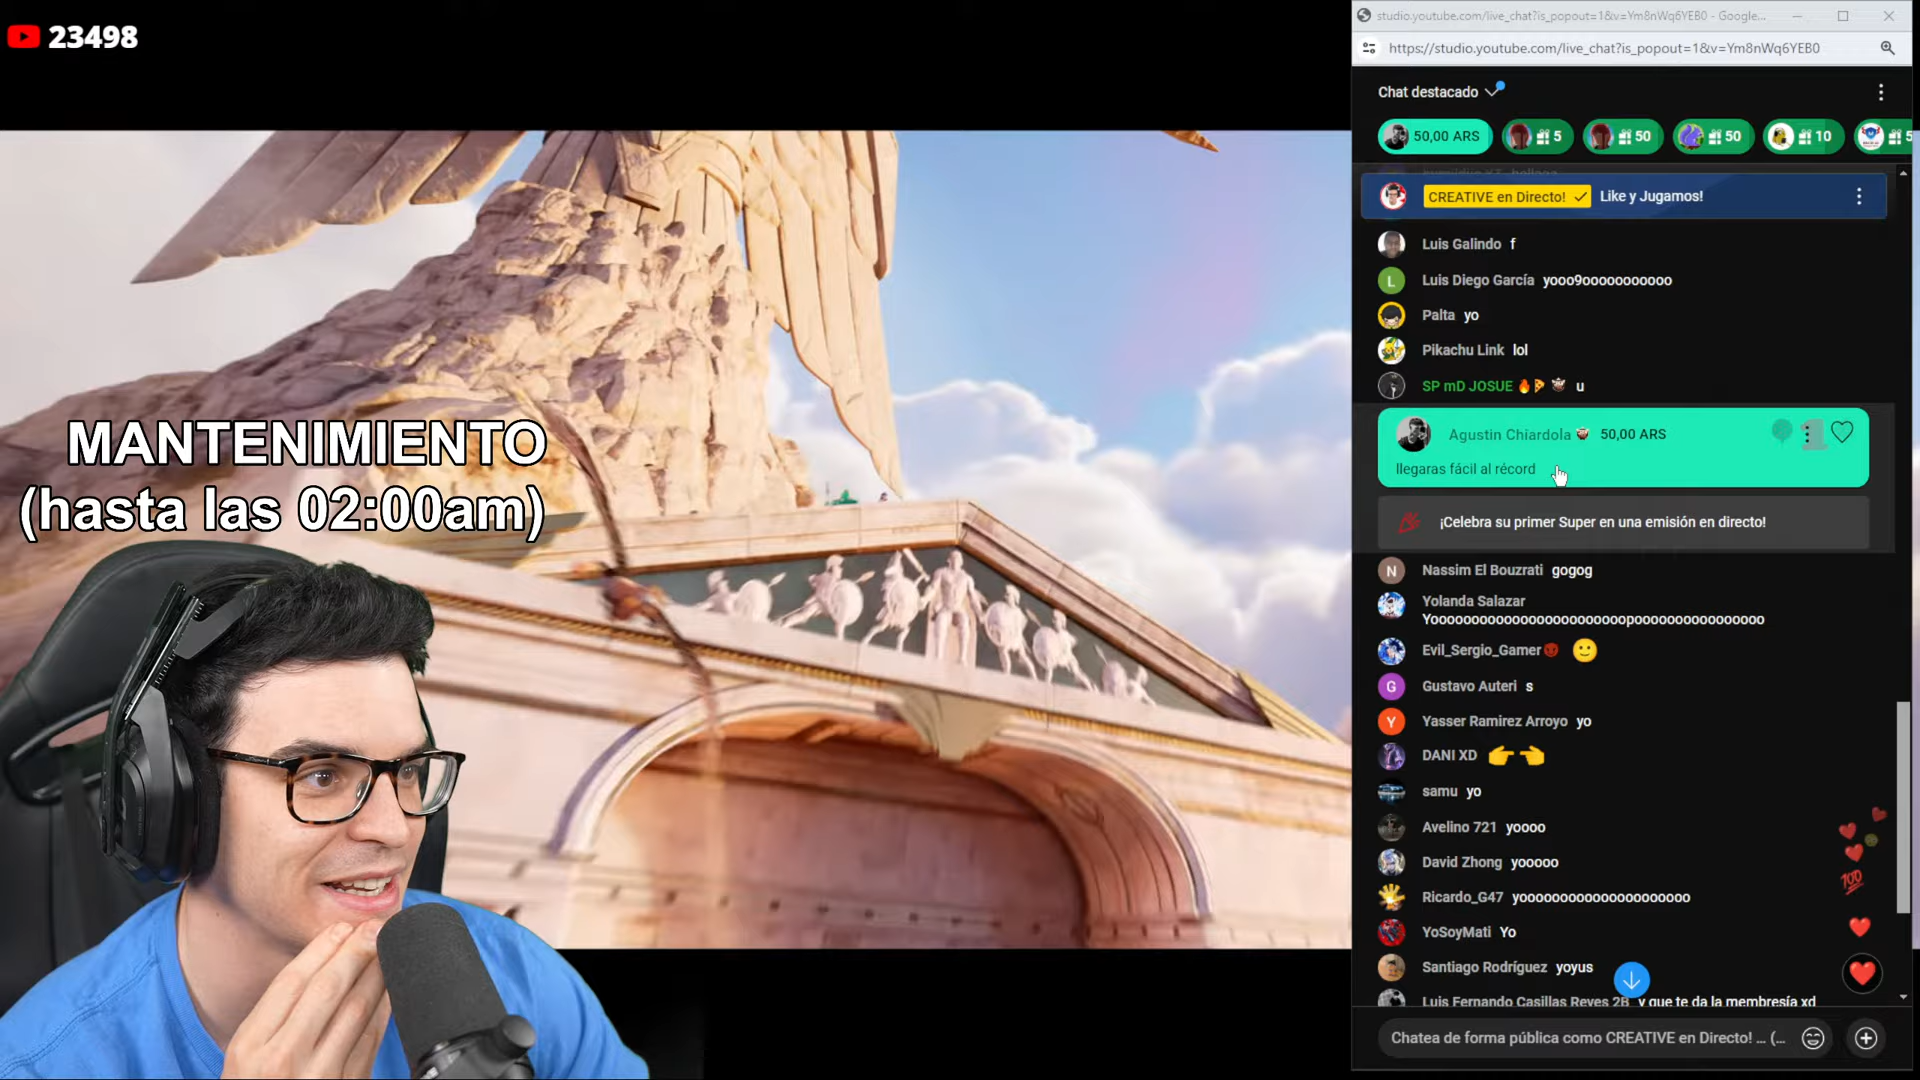 23498
MANTENIMIENTO
(hasta las 02:00am)
studio.youtube.com/live_chat?is_popout=1&v=Ym8nWq6YEB0 - Google...
https://studio.youtube.com/live_chat?is_popout=1&v=Ym8nWq6YEB0
Chat destacado
50,00 ARS 5 50 50 10 5
CREATIVE en Directo! Like y Jugamos!
Luis Galindo f
Luis Diego García yooo9ooooooooooo
Palta yo
Pikachu Link lol
SP mD JOSUE 🔥🍕 u
Agustin Chiardola 50,00 ARS
llegaras fácil al récord
¡Celebra su primer Super en una emisión en directo!
N Nassim El Bouzrati gogog
Yolanda Salazar
Yoooooooooooooooooooooooopoooooooooooooooo
Evil_Sergio_Gamer 🙂
G Gustavo Auteri s
Y Yasser Ramirez Arroyo yo
DANI XD 👉👈
samu yo
Avelino 721 yoooo
David Zhong yooooo
Ricardo_G47 yooooooooooooooooooooo
YoSoyMati Yo
Santiago Rodríguez yoyus
Luis Fernando Casillas Reyes 2B y que te da la membresía xd
Chatea de forma pública como CREATIVE en Directo! ... (...